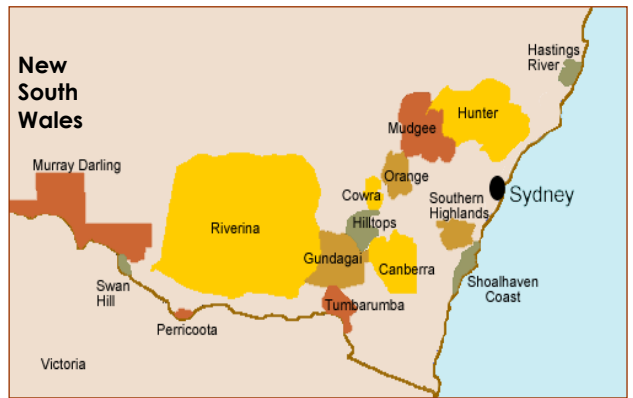 New
South
Wales
Hastings
River
Hunter
Mudgee
Murray Darling
Orange
Cowra
Southern
Highlands
Sydney
Riverina
Hilltops
Gundagai
Canberra
Swan
Hill
Shoalhaven
Coast
Tumbarumba
Perricoota
Victoria